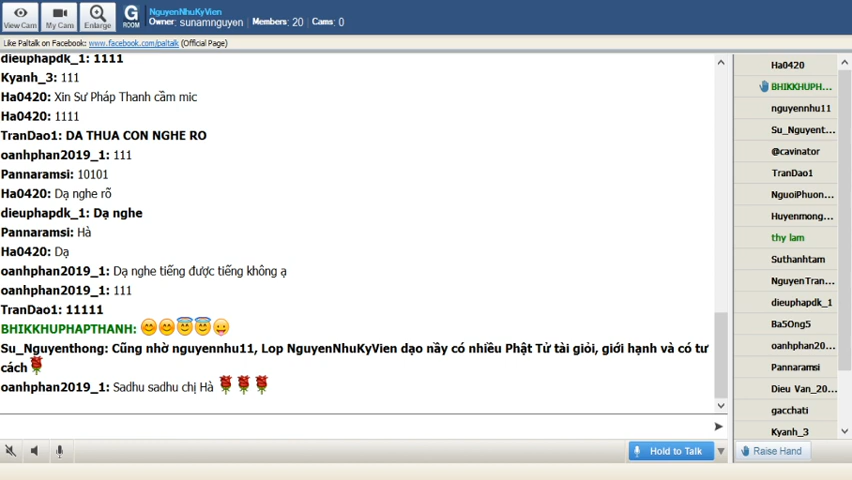 NguyenNhuKyVien
G
ROOM
Owner: sunamnguyen Members: 20 Cams: 0
View Cam My Cam Enlarge
Like Paltalk on Facebook: www.facebook.com/paltalk (Official Page)
dieuphapdk_1: 1111
Kyanh_3: 111
Ha0420: Xin Sư Pháp Thanh cầm mic
Ha0420: 1111
TranDao1: DA THUA CON NGHE RO
oanhphan2019_1: 111
Pannaramsi: 10101
Ha0420: Dạ nghe rõ
dieuphapdk_1: Dạ nghe
Pannaramsi: Hà
Ha0420: Dạ
oanhphan2019_1: Dạ nghe tiếng được tiếng không ạ
oanhphan2019_1: 111
TranDao1: 11111
BHIKKHUPHAPTHANH:
Su_Nguyenthong: Cũng nhờ nguyennhu11, Lop NguyenNhuKyVien dạo nầy có nhiều Phật Tử tài giỏi, giới hạnh và có tư
cách
oanhphan2019_1: Sadhu sadhu chị Hà
Hold to Talk
Ha0420
BHIKKHUPH...
nguyennhu11
Su_Nguyent...
@cavinator
TranDao1
NguoiPhuon...
Huyenmong...
thy lam
Suthanhtam
NguyenTran...
dieuphapdk_1
Ba5Ong5
oanhphan20...
Pannaramsi
Dieu Van_20...
gacchati
Kyanh_3
Raise Hand